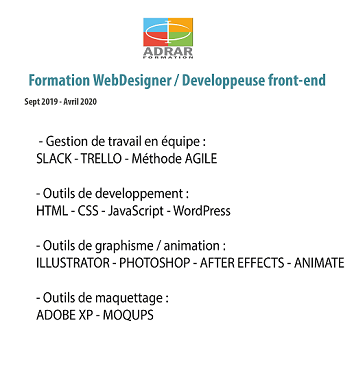 ADRAR
FORMATION
Formation WebDesigner / Developpeuse front-end
Sept 2019 - Avril 2020
- Gestion de travail en équipe :
SLACK - TRELLO - Méthode AGILE
- Outils de developpement :
HTML - CSS - JavaScript - WordPress
- Outils de graphisme / animation :
ILLUSTRATOR - PHOTOSHOP - AFTER EFFECTS - ANIMATE
- Outils de maquettage :
ADOBE XP - MOQUPS